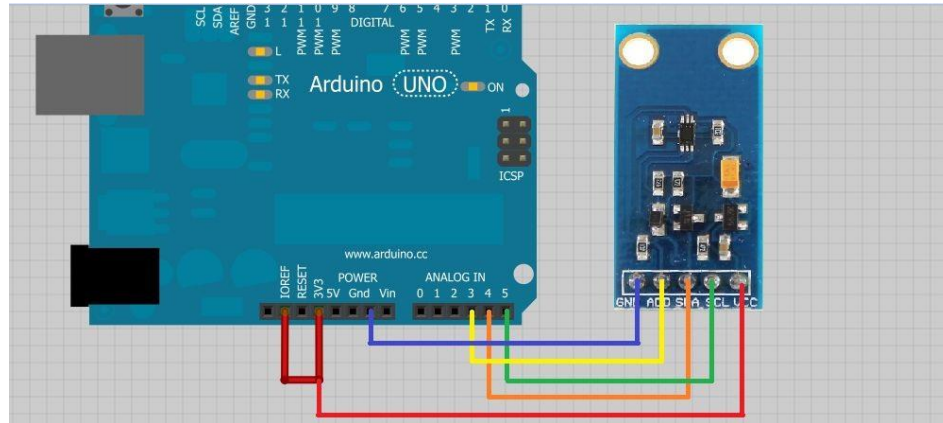 SCL
SDA
AREF
GND
13
12
PWM 11
PWM 10
PWM 9
8
DIGITAL
7
PWM 6
PWM 5
4
PWM 3
2
TX 1
RX 0
L
TX
RX
Arduino UNO
ON
1
ICSP
www.arduino.cc
POWER
ANALOG IN
IOREF
RESET
3V3
5V Gnd Vin
0 1 2 3 4 5
GND ADO SDA SCL VCC